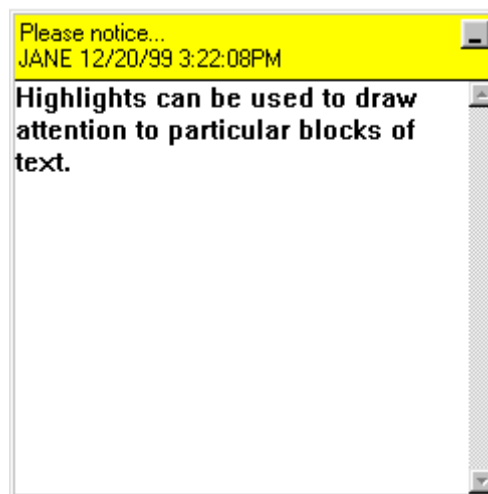 Please notice...
JANE 12/20/99 3:22:08PM
Highlights can be used to draw
attention to particular blocks of
text.